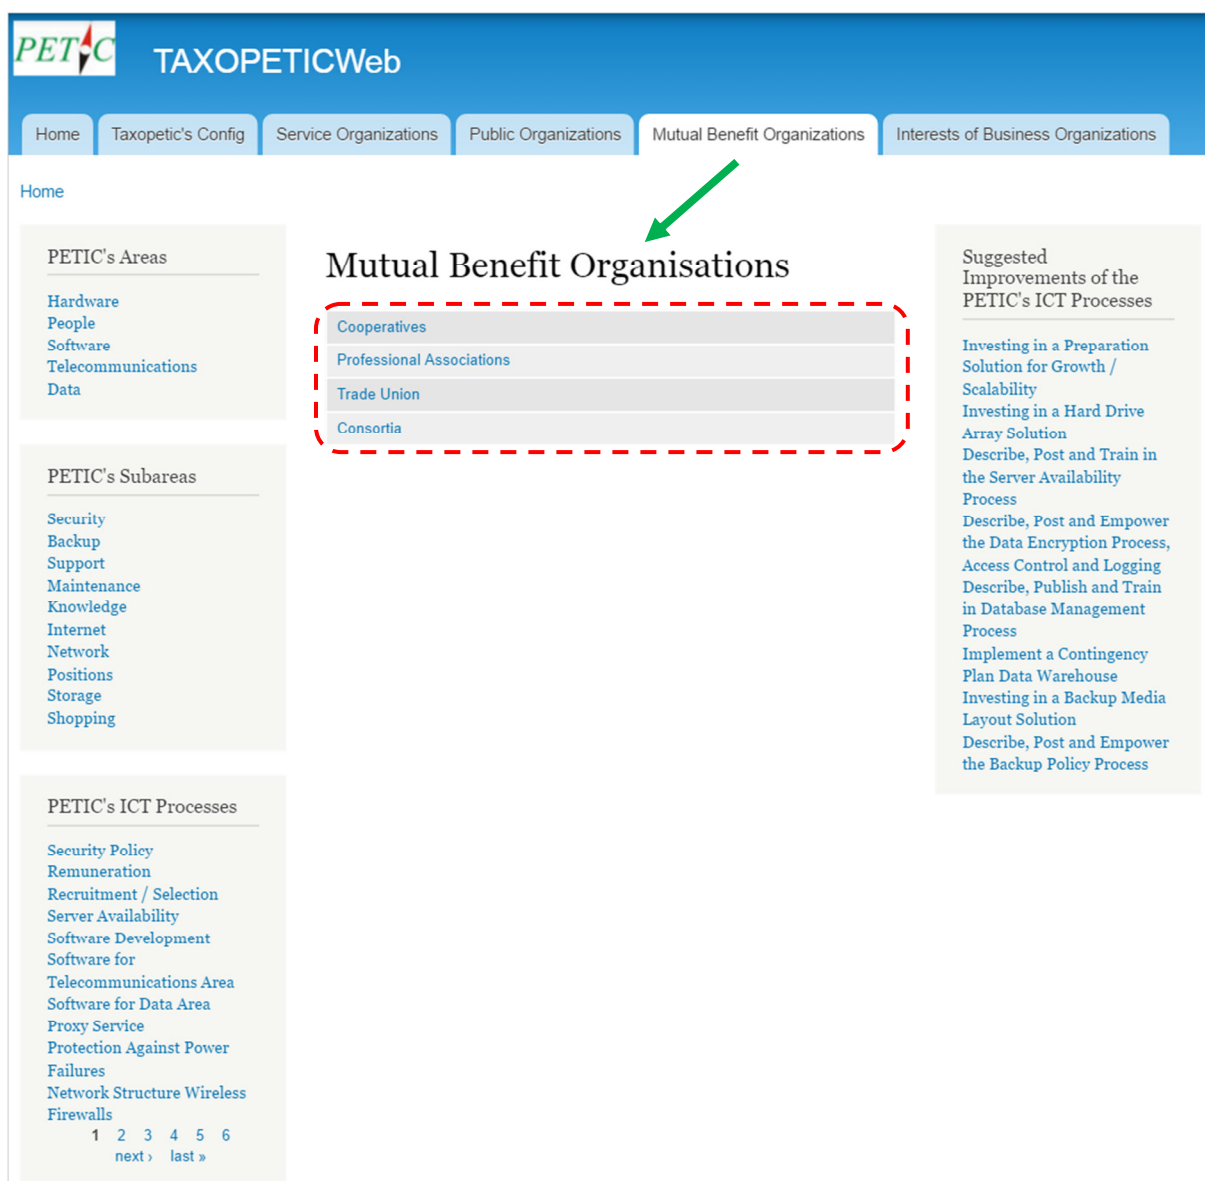 PETIC
TAXOPETICWeb
Home
Taxopetic's Config
Service Organizations
Public Organizations
Mutual Benefit Organizations
Interests of Business Organizations
Home
PETIC's Areas
Hardware
People
Software
Telecommunications
Data
PETIC's Subareas
Security
Backup
Support
Maintenance
Knowledge
Internet
Network
Positions
Storage
Shopping
PETIC's ICT Processes
Security Policy
Remuneration
Recruitment / Selection
Server Availability
Software Development
Software for
Telecommunications Area
Software for Data Area
Proxy Service
Protection Against Power
Failures
Network Structure Wireless
Firewalls
1 2 3 4 5 6
next › last »
Mutual Benefit Organisations
Cooperatives
Professional Associations
Trade Union
Consortia
Suggested
Improvements of the
PETIC's ICT Processes
Investing in a Preparation
Solution for Growth /
Scalability
Investing in a Hard Drive
Array Solution
Describe, Post and Train in
the Server Availability
Process
Describe, Post and Empower
the Data Encryption Process,
Access Control and Logging
Describe, Publish and Train
in Database Management
Process
Implement a Contingency
Plan Data Warehouse
Investing in a Backup Media
Layout Solution
Describe, Post and Empower
the Backup Policy Process